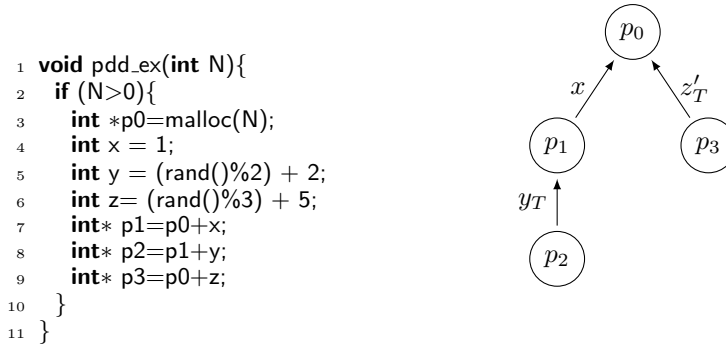 1 void pdd_ex(int N){
2 if (N>0){
3 int *p0=malloc(N);
4 int x = 1;
5 int y = (rand()%2) + 2;
6 int z= (rand()%3) + 5;
7 int* p1=p0+x;
8 int* p2=p1+y;
9 int* p3=p0+z;
10 }
11 }
p₀
x
z′_T
p₁
p₃
y_T
p₂